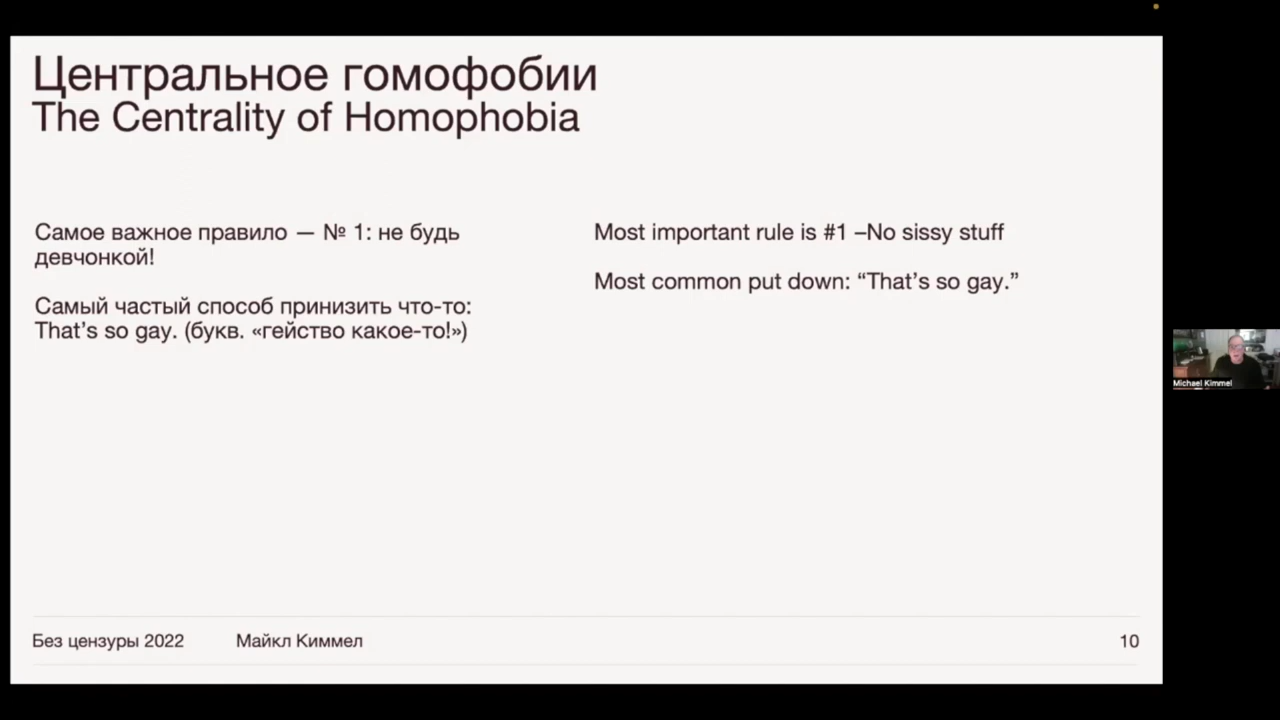 Центральное гомофобии
The Centrality of Homophobia
Самое важное правило — № 1: не будь
девчонкой!
Самый частый способ принизить что-то:
That's so gay. (букв. «гейство какое-то!»)
Most important rule is #1 –No sissy stuff
Most common put down: “That's so gay.”
Michael Kimmel
Без цензуры 2022
Майкл Киммел
10